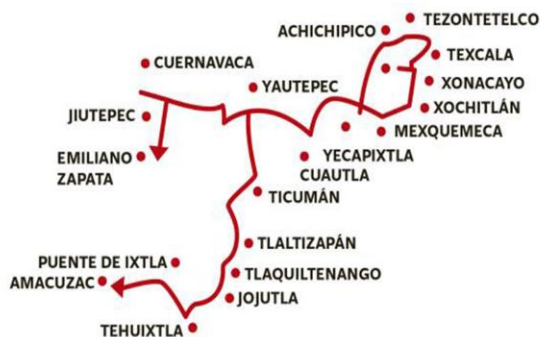 TEZONTETELCO
ACHICHIPICO
TEXCALA
CUERNAVACA
YAUTEPEC
XONACAYO
XOCHITLÁN
JIUTEPEC
MEXQUEMECA
EMILIANO
ZAPATA
YECAPIXTLA
CUAUTLA
TICUMÁN
TLALTIZAPÁN
PUENTE DE IXTLA
TLAQUILTENANGO
AMACUZAC
JOJUTLA
TEHUIXTLA